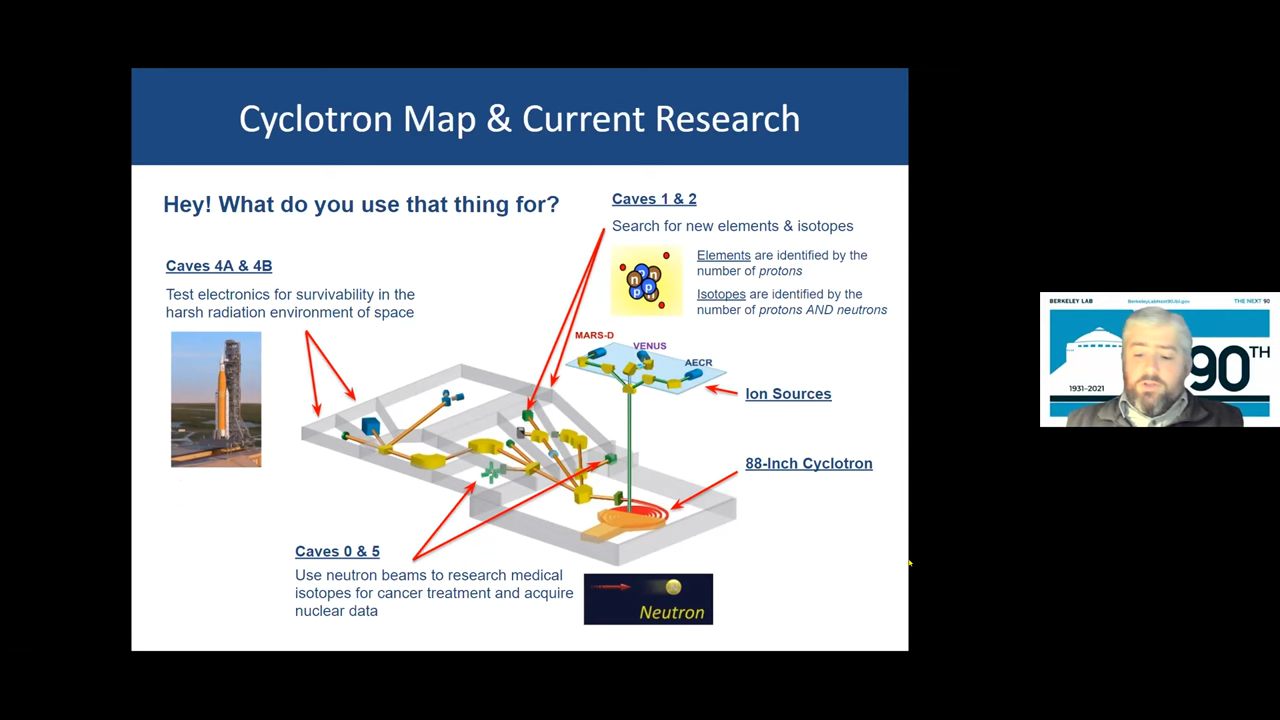 Cyclotron Map & Current Research
Hey! What do you use that thing for?
Caves 1 & 2
Search for new elements & isotopes
Elements are identified by the
number of protons
Isotopes are identified by the
number of protons AND neutrons
n
n
p
p
n
Caves 4A & 4B
Test electronics for survivability in the
harsh radiation environment of space
MARS-D
VENUS
AECR
Ion Sources
88-Inch Cyclotron
Caves 0 & 5
Use neutron beams to research medical
isotopes for cancer treatment and acquire
nuclear data
Neutron
BERKELEY LAB
BerkeleyLabNext90.lbl.gov
THE NEXT 90
90TH
1931–2021